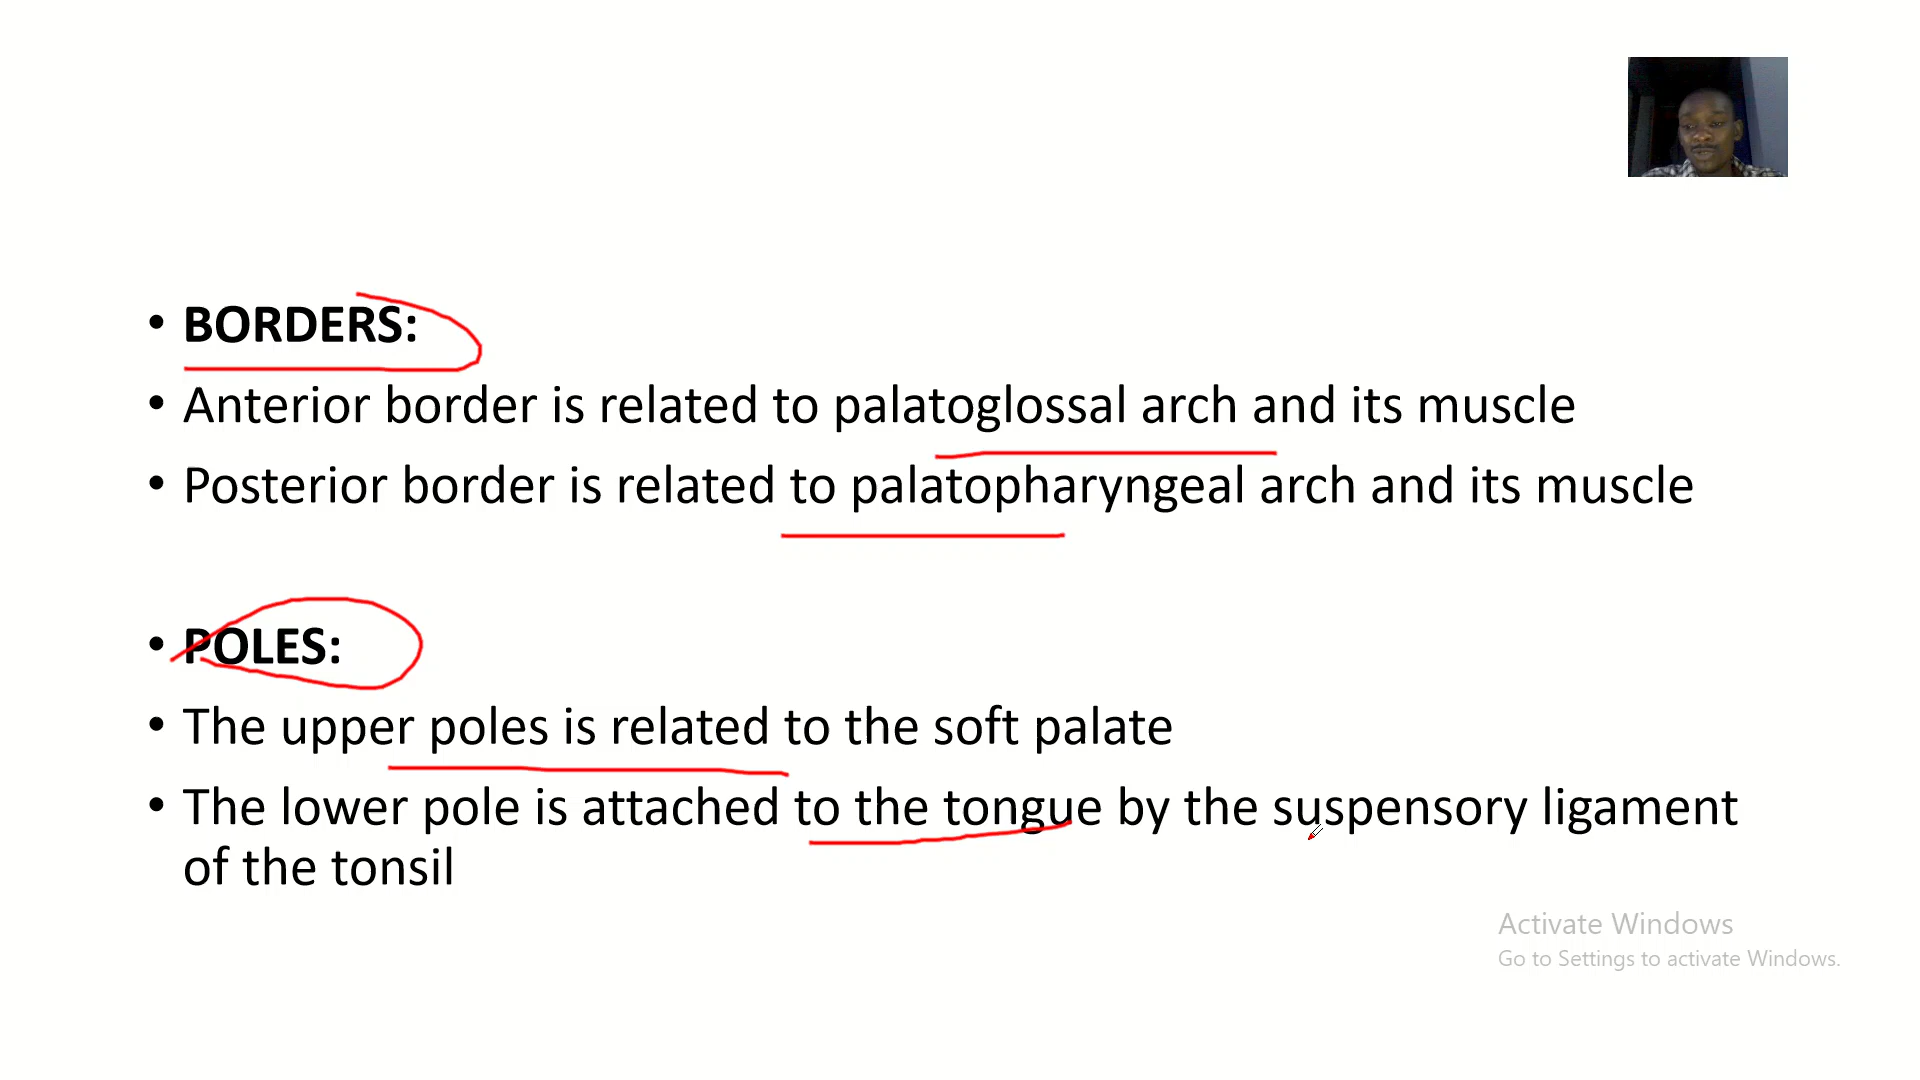 • BORDERS:
• Anterior border is related to palatoglossal arch and its muscle
• Posterior border is related to palatopharyngeal arch and its muscle
• POLES:
• The upper poles is related to the soft palate
• The lower pole is attached to the tongue by the suspensory ligament
of the tonsil
Activate Windows
Go to Settings to activate Windows.